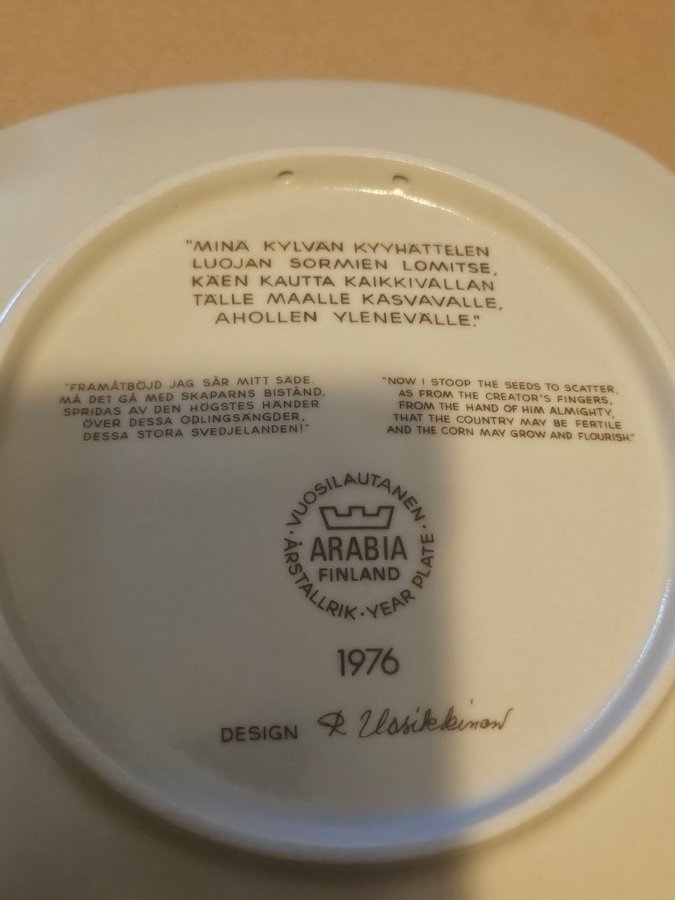 "MINÄ KYLVÄN KYYHÄTTELEN
LUOJAN SORMIEN LOMITSE,
KÄEN KAUTTA KAIKKIVALLAN
TÄLLE MAALLE KASVAVALLE,
AHOLLEN YLENEVÄLLE."
"FRAMÅTBÖJD JAG SÅR MITT SÄDE.
MÅ DET GÅ MED SKAPARNS BISTÅND,
SPRIDAS AV DEN HÖGSTES HÄNDER
ÖVER DESSA ODLINGSÄNGDER,
DESSA STORA SVEDJELANDEN!"
"NOW I STOOP THE SEEDS TO SCATTER.
AS FROM THE CREATOR'S FINGERS,
FROM THE HAND OF HIM ALMIGHTY,
THAT THE COUNTRY MAY BE FERTILE
AND THE CORN MAY GROW AND FLOURISH."
· VUOSILAUTANEN ·
ARABIA
FINLAND
ÅRSTALLRIK · YEAR PLATE
1976
DESIGN R Uosikkinen